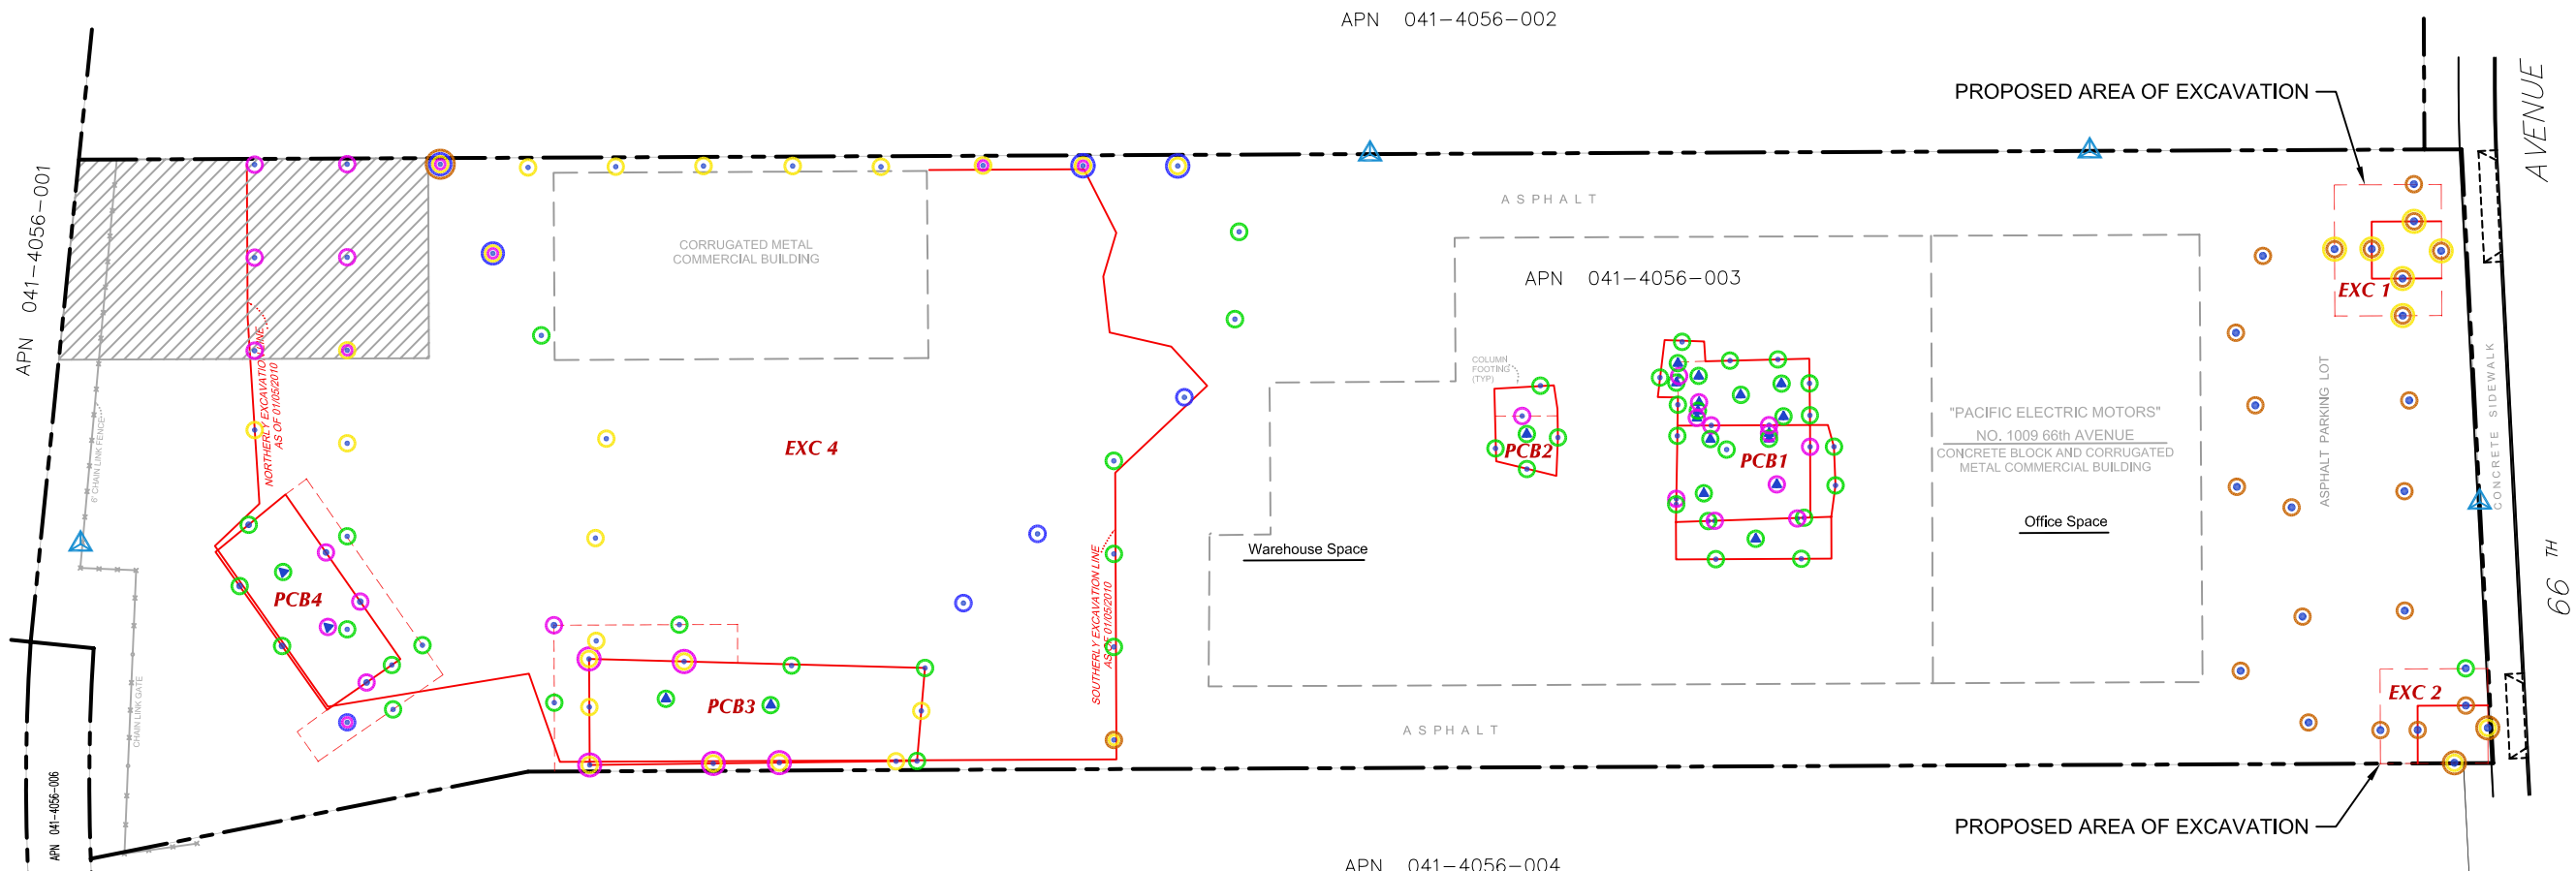 APN 041-4056-002
PROPOSED AREA OF EXCAVATION
AVENUE
APN 041-4056-001
ASPHALT
CORRUGATED METAL
COMMERCIAL BUILDING
APN 041-4056-003
EXC 1
NORTHERLY EXCAVATION LINE
AS OF 01/05/2010
COLUMN
FOOTING
(TYP)
6' CHAIN LINK FENCE
EXC 4
PCB2
PCB1
"PACIFIC ELECTRIC MOTORS"
NO. 1009 66th AVENUE
CONCRETE BLOCK AND CORRUGATED
METAL COMMERCIAL BUILDING
ASPHALT PARKING LOT
CONCRETE SIDEWALK
Office Space
Warehouse Space
66 TH
PCB4
SOUTHERLY EXCAVATION LINE
AS OF 01/05/2010
PCB3
CHAIN LINK GATE
EXC 2
ASPHALT
APN 041-4056-006
PROPOSED AREA OF EXCAVATION
APN 041-4056-004